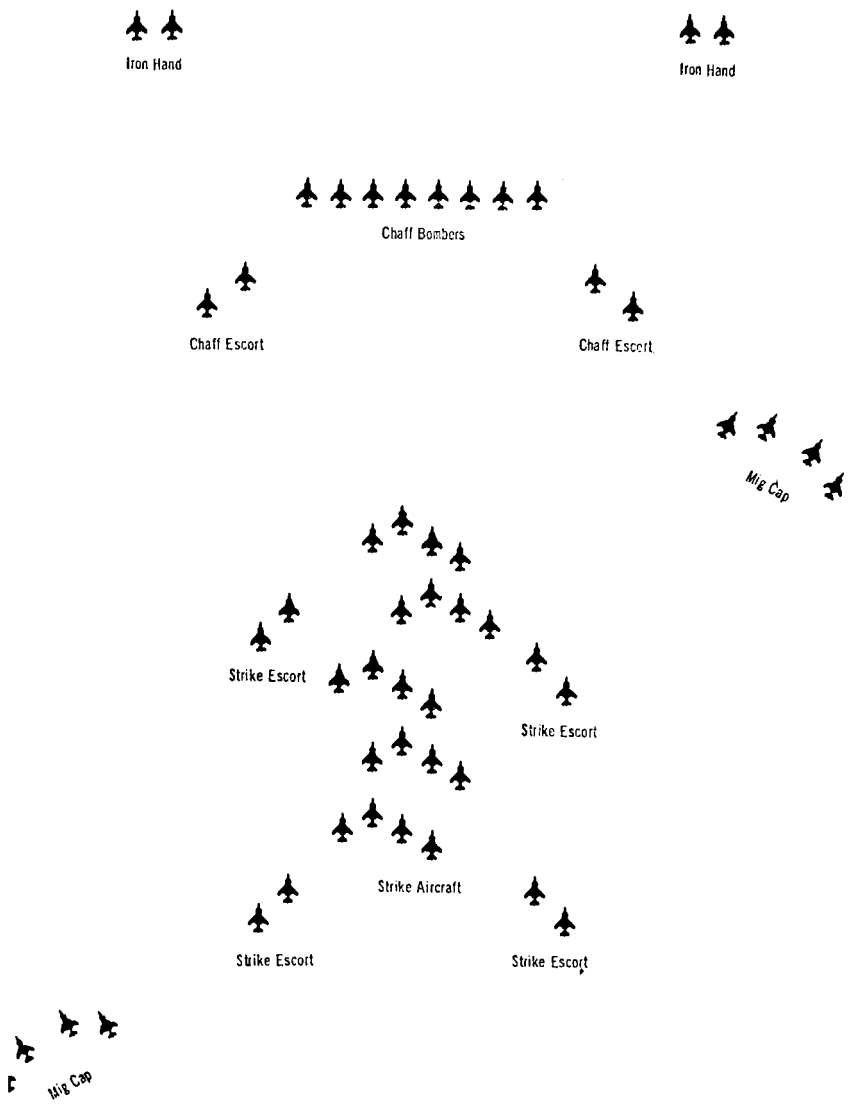 Iron Hand
Iron Hand
Chaff Bombers
Chaff Escort
Chaff Escort
Mig Cap
Strike Escort
Strike Escort
Strike Aircraft
Strike Escort
Strike Escort
Mig Cap